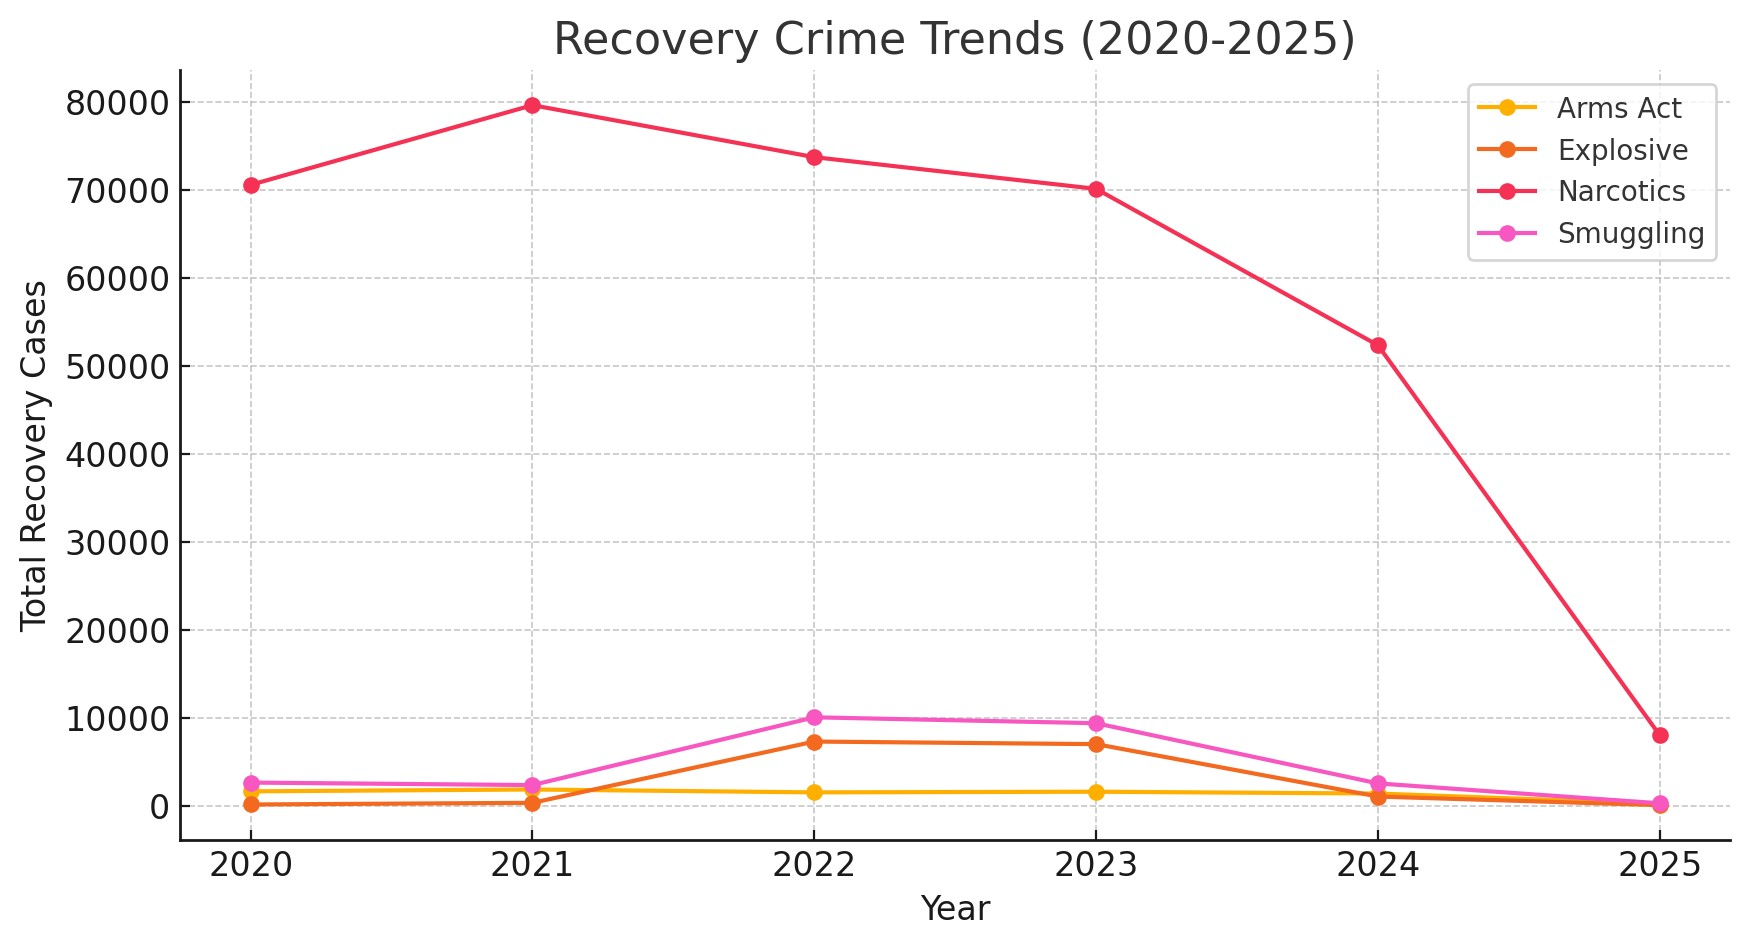 Recovery Crime Trends (2020-2025)
80000
70000
60000
50000
40000
30000
20000
10000
0
Total Recovery Cases
Arms Act
Explosive
Narcotics
Smuggling
2020 2021 2022 2023 2024 2025
Year